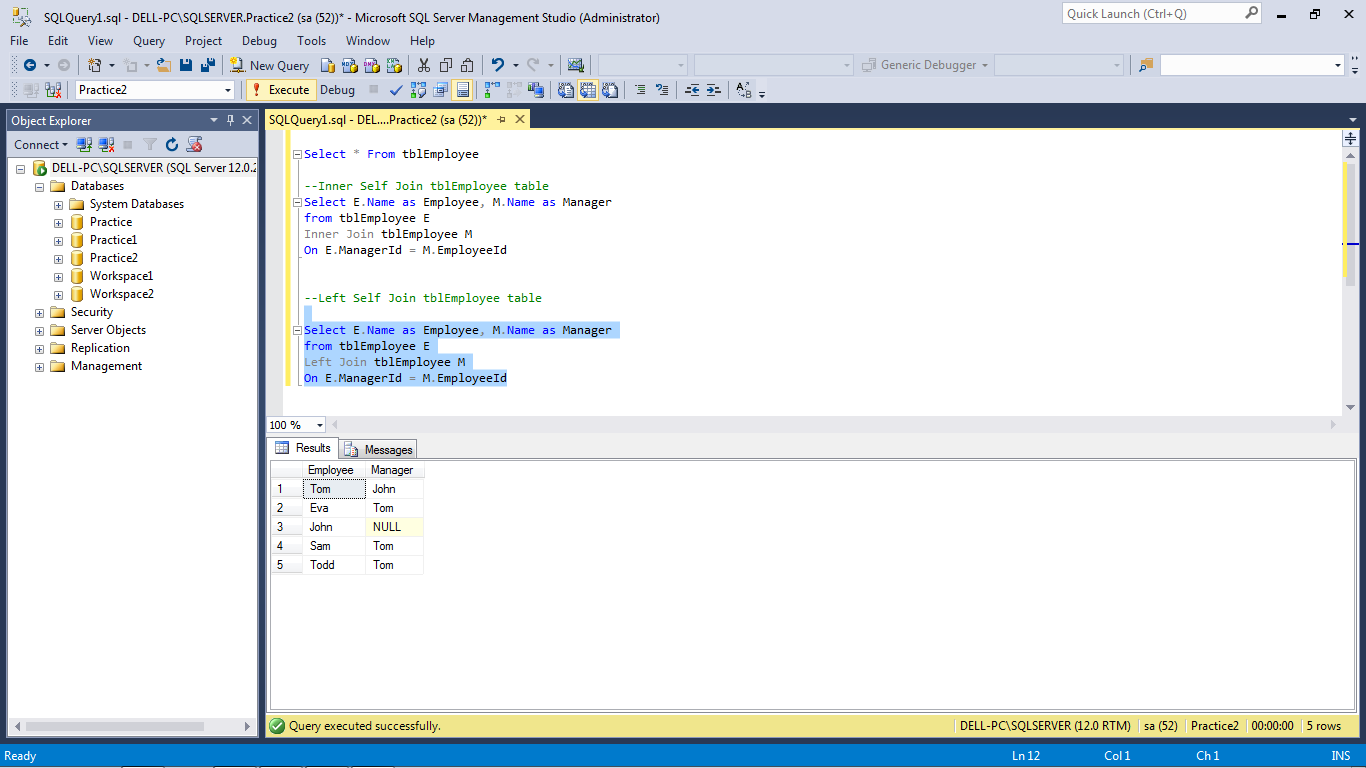 SQLQuery1.sql - DELL-PC\SQLSERVER.Practice2 (sa (52))* - Microsoft SQL Server Management Studio (Administrator)
Quick Launch (Ctrl+Q)
File Edit View Query Project Debug Tools Window Help
New Query
Generic Debugger
Practice2
Execute Debug
Object Explorer
Connect
DELL-PC\SQLSERVER (SQL Server 12.0.2
Databases
System Databases
Practice
Practice1
Practice2
Workspace1
Workspace2
Security
Server Objects
Replication
Management
SQLQuery1.sql - DEL....Practice2 (sa (52))*
Select * From tblEmployee
--Inner Self Join tblEmployee table
Select E.Name as Employee, M.Name as Manager
from tblEmployee E
Inner Join tblEmployee M
On E.ManagerId = M.EmployeeId
--Left Self Join tblEmployee table
Select E.Name as Employee, M.Name as Manager
from tblEmployee E
Left Join tblEmployee M
On E.ManagerId = M.EmployeeId
100 %
Results Messages
Employee Manager
1 Tom John
2 Eva Tom
3 John NULL
4 Sam Tom
5 Todd Tom
Query executed successfully. DELL-PC\SQLSERVER (12.0 RTM) sa (52) Practice2 00:00:00 5 rows
Ready Ln 12 Col 1 Ch 1 INS